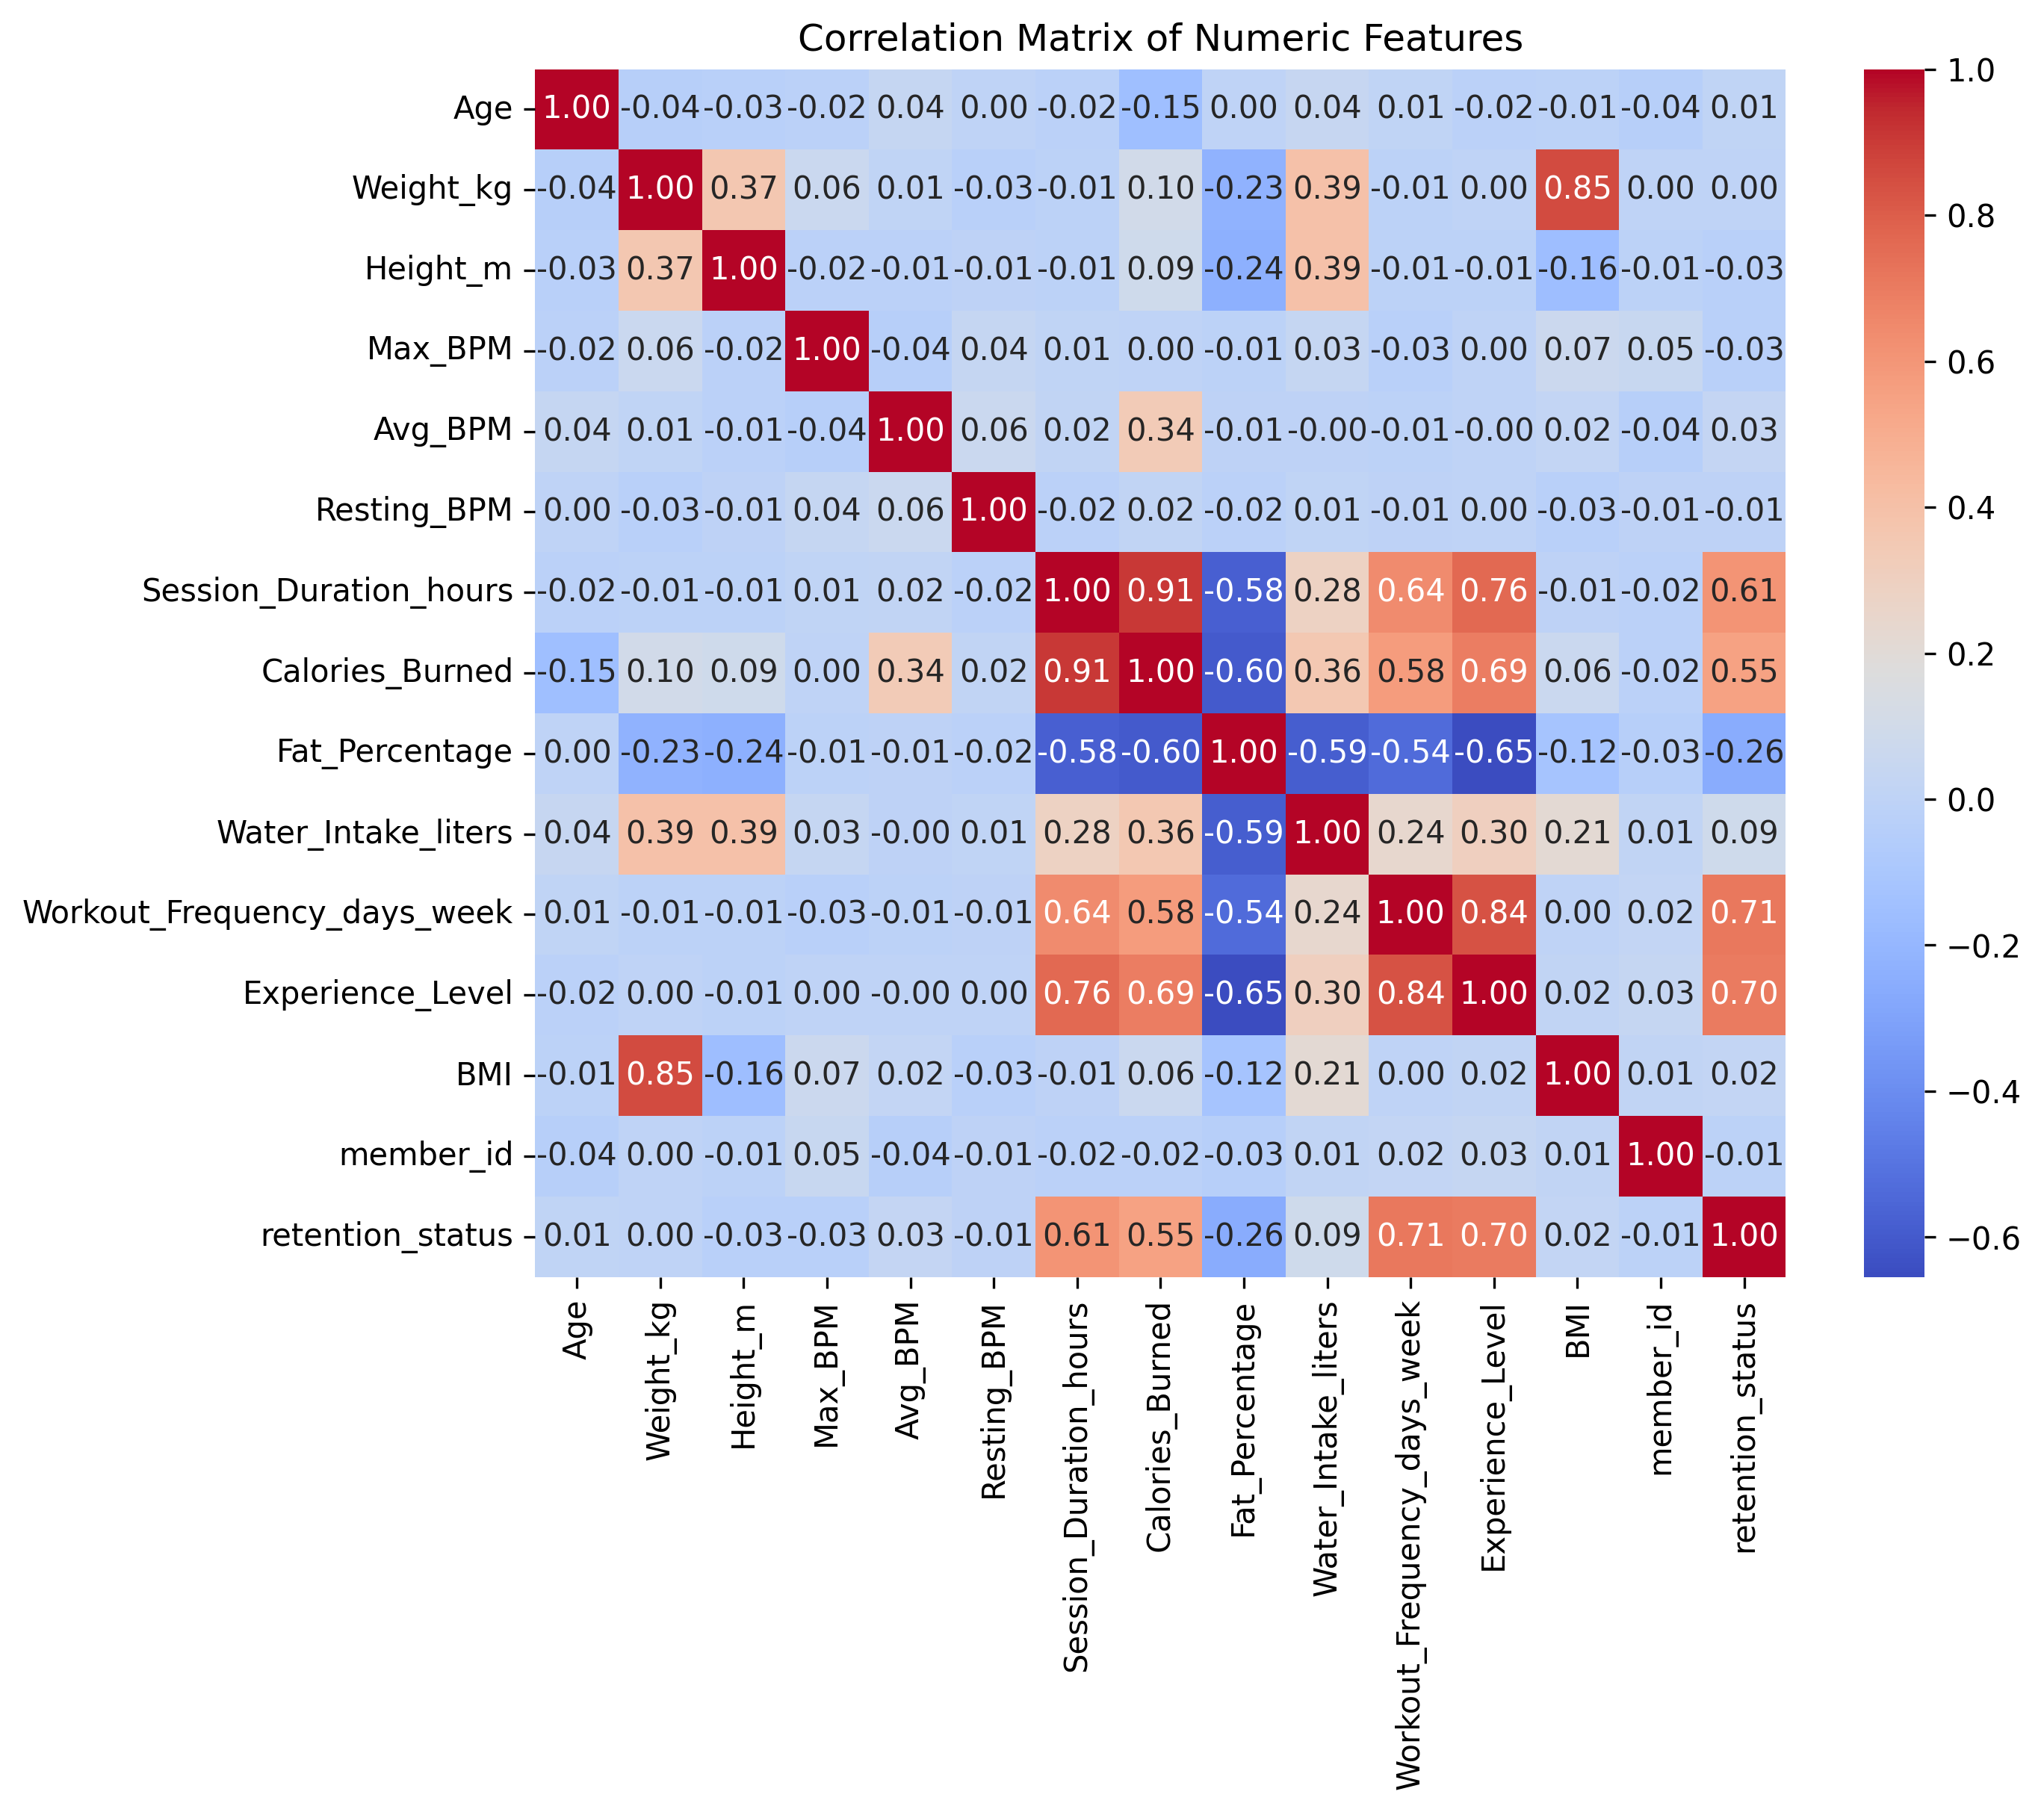 Correlation Matrix of Numeric Features
Age 1.00 -0.04 -0.03 -0.02 0.04 0.00 -0.02 -0.15 0.00 0.04 0.01 -0.02 -0.01 -0.04 0.01
Weight_kg -0.04 1.00 0.37 0.06 0.01 -0.03 -0.01 0.10 -0.23 0.39 -0.01 0.00 0.85 0.00 0.00
Height_m -0.03 0.37 1.00 -0.02 -0.01 -0.01 -0.01 0.09 -0.24 0.39 -0.01 -0.01 -0.16 -0.01 -0.03
Max_BPM -0.02 0.06 -0.02 1.00 -0.04 0.04 0.01 0.00 -0.01 0.03 -0.03 0.00 0.07 0.05 -0.03
Avg_BPM 0.04 0.01 -0.01 -0.04 1.00 0.06 0.02 0.34 -0.01 -0.00 -0.01 -0.00 0.02 -0.04 0.03
Resting_BPM 0.00 -0.03 -0.01 0.04 0.06 1.00 -0.02 0.02 -0.02 0.01 -0.01 0.00 -0.03 -0.01 -0.01
Session_Duration_hours -0.02 -0.01 -0.01 0.01 0.02 -0.02 1.00 0.91 -0.58 0.28 0.64 0.76 -0.01 -0.02 0.61
Calories_Burned -0.15 0.10 0.09 0.00 0.34 0.02 0.91 1.00 -0.60 0.36 0.58 0.69 0.06 -0.02 0.55
Fat_Percentage 0.00 -0.23 -0.24 -0.01 -0.01 -0.02 -0.58 -0.60 1.00 -0.59 -0.54 -0.65 -0.12 -0.03 -0.26
Water_Intake_liters 0.04 0.39 0.39 0.03 -0.00 0.01 0.28 0.36 -0.59 1.00 0.24 0.30 0.21 0.01 0.09
Workout_Frequency_days_week 0.01 -0.01 -0.01 -0.03 -0.01 -0.01 0.64 0.58 -0.54 0.24 1.00 0.84 0.00 0.02 0.71
Experience_Level -0.02 0.00 -0.01 0.00 -0.00 0.00 0.76 0.69 -0.65 0.30 0.84 1.00 0.02 0.03 0.70
BMI -0.01 0.85 -0.16 0.07 0.02 -0.03 -0.01 0.06 -0.12 0.21 0.00 0.02 1.00 0.01 0.02
member_id -0.04 0.00 -0.01 0.05 -0.04 -0.01 -0.02 -0.02 -0.03 0.01 0.02 0.03 0.01 1.00 -0.01
retention_status 0.01 0.00 -0.03 -0.03 0.03 -0.01 0.61 0.55 -0.26 0.09 0.71 0.70 0.02 -0.01 1.00
Age
Weight_kg
Height_m
Max_BPM
Avg_BPM
Resting_BPM
Session_Duration_hours
Calories_Burned
Fat_Percentage
Water_Intake_liters
Workout_Frequency_days_week
Experience_Level
BMI
member_id
retention_status
1.0
0.8
0.6
0.4
0.2
0.0
−0.2
−0.4
−0.6